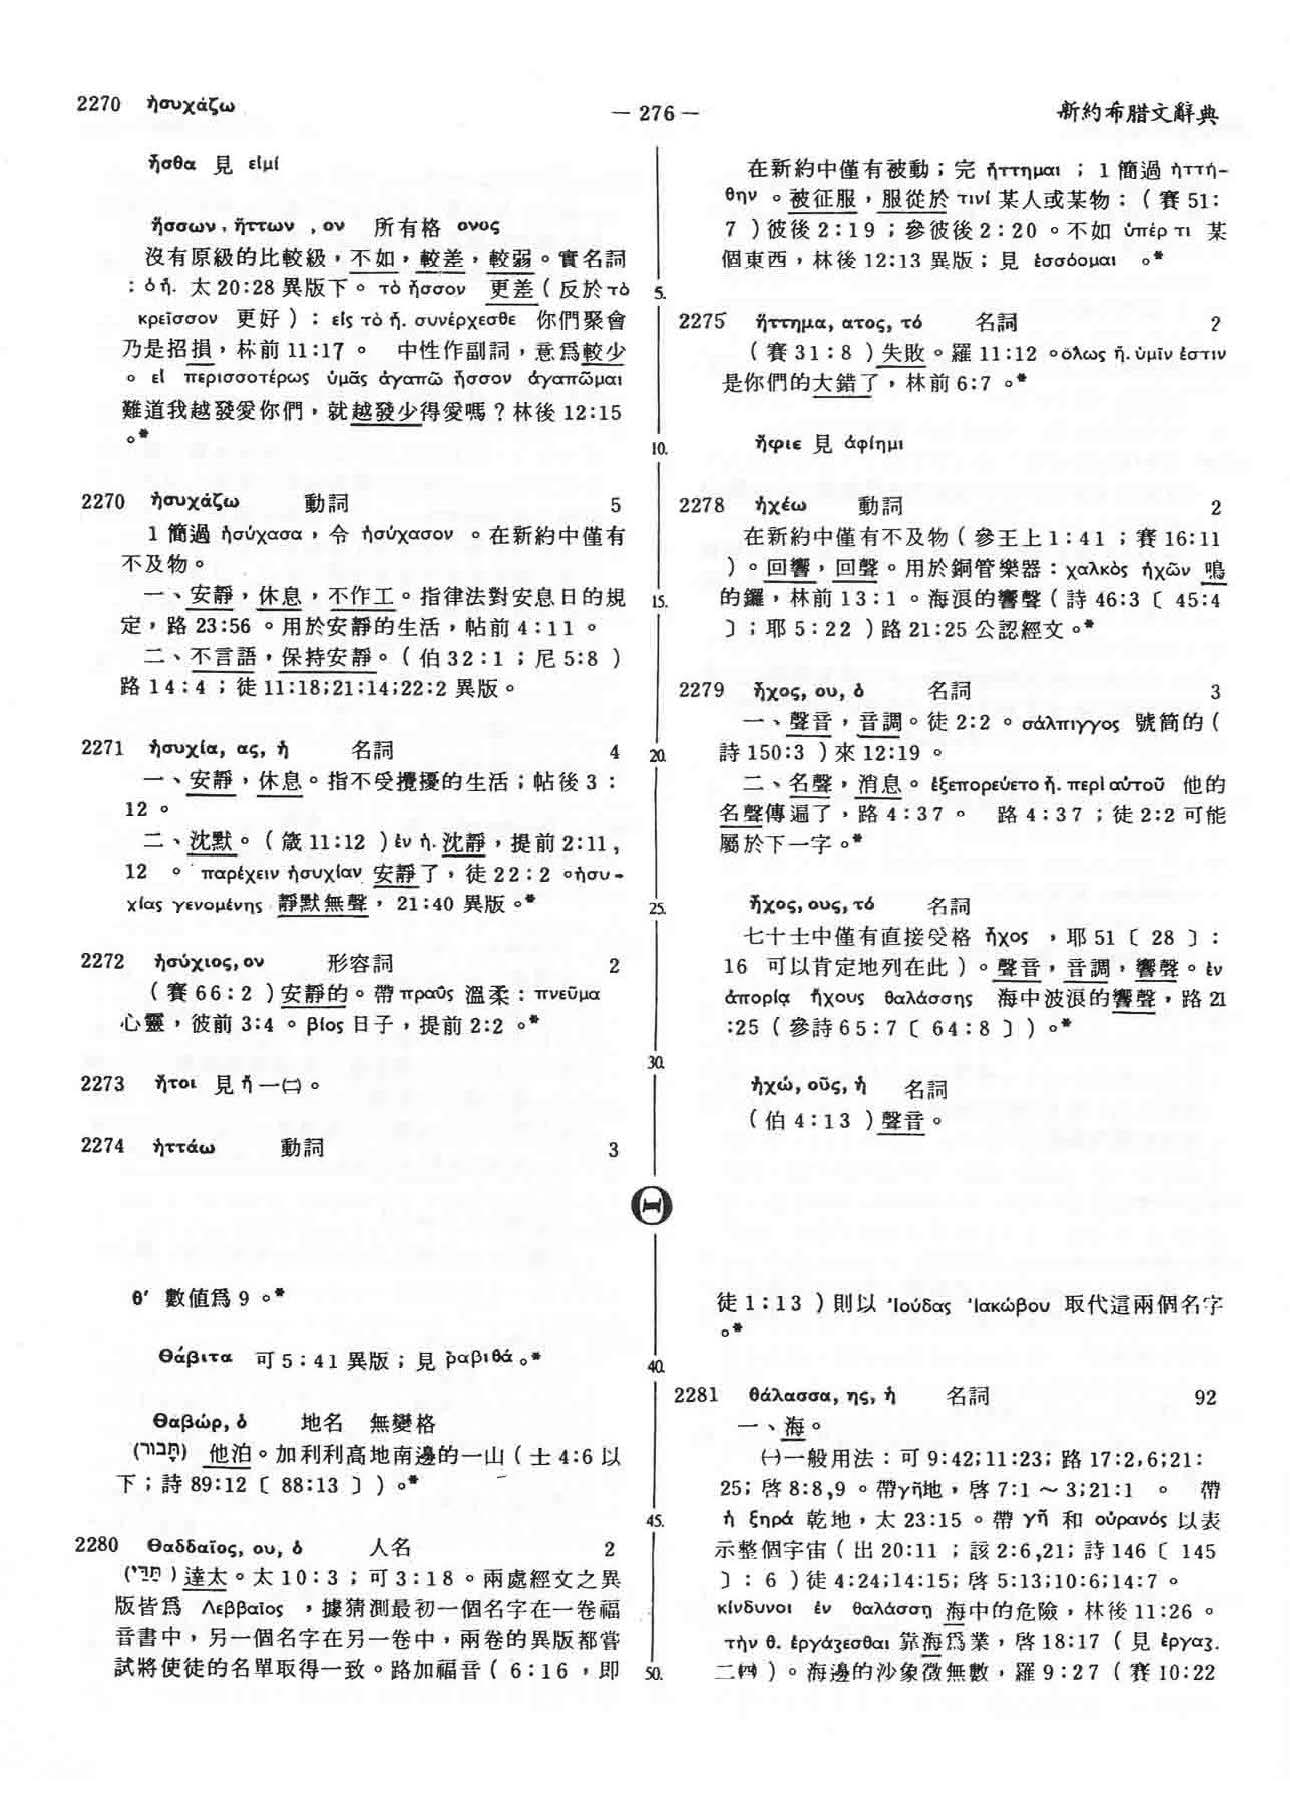 2270 ἡσυχάζω
— 276 —
新約希腊文辭典
ἦσθα 見 εἰμί
ἥσσων, ἥττων , ον 所有格 ονος
沒有原級的比較級，不如，較差，較弱。實名詞
：ὁ ἥ. 太 20:28 異版下。τὸ ἧσσον 更差（反於τὸ
κρεῖσσον 更好）：εἰς τὸ ἥ. συνέρχεσθε 你們聚會
乃是招損，林前 11:17 。 中性作副詞，意爲較少
。εἰ περισσοτέρως ὑμᾶς ἀγαπῶ ἧσσον ἀγαπῶμαι
難道我越發愛你們，就越發少得愛嗎？林後 12:15
。*
2270 ἡσυχάζω 動詞 5
1 簡過 ἡσύχασα，令 ἡσύχασον 。在新約中僅有
不及物。
一、安靜，休息，不作工。指律法對安息日的規
定，路 23:56 。用於安靜的生活，帖前 4:11 。
二、不言語，保持安靜。（伯 32:1 ；尼 5:8 ）
路 14:4 ；徒 11:18;21:14;22:2 異版。
2271 ἡσυχία, ας, ἡ 名詞 4
一、安靜，休息。指不受攪擾的生活；帖後 3：
12 。
二、沈默。（箴 11:12 ）ἐν ἡ. 沈靜，提前 2:11,
12 。παρέχειν ἡσυχίαν 安靜了，徒 22:2 。ἡσυ-
χίας γενομένης 靜默無聲， 21:40 異版。*
2272 ἡσύχιος, ον 形容詞 2
（賽 66:2 ）安靜的。帶 πραΰς 溫柔：πνεῦμα
心靈，彼前 3:4 。βίος 日子，提前 2:2 。*
2273 ἤτοι 見 ἤ 一㈡。
2274 ἡττάω 動詞 3
5.
10.
15.
20.
25.
30.
在新約中僅有被動；完 ἥττημαι ；1 簡過 ἡττή-
θην 。被征服，服從於 τινί 某人或某物：（賽 51:
7 ）彼後 2:19 ；參彼後 2:20 。不如 ὑπέρ τι 某
個東西，林後 12:13 異版；見 ἑσσόομαι 。*
2275 ἥττημα, ατος, τό 名詞 2
（賽 31:8 ）失敗。羅 11:12 。ὅλως ἥ. ὑμῖν ἐστιν
是你們的大錯了，林前 6:7 。*
ἤφιε 見 ἀφίημι
2278 ἠχέω 動詞 2
在新約中僅有不及物（參王上 1:41 ；賽 16:11
）。回響，回聲。用於銅管樂器：χαλκὸς ἠχῶν 鳴
的鑼，林前 13:1 。海浪的響聲（詩 46:3〔 45:4
〕；耶 5:22 ）路 21:25 公認經文。*
2279 ἦχος, ου, ὁ 名詞 3
一、聲音，音調。徒 2:2 。σάλπιγγος 號筒的（
詩 150:3 ）來 12:19 。
二、名聲，消息。ἐξεπορεύετο ἦ. περὶ αὐτοῦ 他的
名聲傳遍了，路 4:37 。 路 4:37 ；徒 2:2 可能
屬於下一字。*
ἦχος, ους, τό 名詞
七十士中僅有直接受格 ἦχος ，耶 51〔 28 〕：
16 可以肯定地列在此）。聲音，音調，響聲。ἐν
ἀπορίᾳ ἤχους θαλάσσης 海中波浪的響聲，路 21
:25（參詩 65:7〔 64:8 〕）。*
ἠχώ, οῦς, ἡ 名詞
（伯 4:13 ）聲音。
Θ
θʹ 數值爲 9 。*
Θάβιτα 可 5:41 異版；見 ῥαβιθά。*
Θαβώρ, ὁ 地名 無變格
(תָּבוֹר) 他泊。加利利高地南邊的一山（士 4:6 以
下；詩 89:12〔 88:13 〕）。*
2280 Θαδδαῖος, ου, ὁ 人名 2
(תַּדַּי) 達太。太 10:3 ；可 3:18 。兩處經文之異
版皆爲 Λεββαῖος ，據猜測最初一個名字在一卷福
音書中，另一個名字在另一卷中，兩卷的異版都嘗
試將使徒的名單取得一致。路加福音（ 6:16 ，即
40.
45.
50.
徒 1:13 ）則以 Ἰούδας Ἰακώβου 取代這兩個名字
。*
2281 θάλασσα, ης, ἡ 名詞 92
一、海。
㈠一般用法：可 9:42;11:23; 路 17:2,6;21:
25; 啓 8:8,9 。帶γῆ地，啓 7:1 ～ 3;21:1 。 帶
ἡ ξηρά 乾地，太 23:15 。帶 γῆ 和 οὐρανός 以表
示整個宇宙（出 20:11 ；該 2:6,21; 詩 146〔 145
〕：6 ）徒 4:24;14:15; 啓 5:13;10:6;14:7 。
κίνδυνοι ἐν θαλάσσῃ 海中的危險，林後 11:26 。
τὴν θ. ἐργάζεσθαι 靠海爲業，啓 18:17（見 ἐργαζ.
二㈣）。海邊的沙象徵無數，羅 9:27（賽 10:22